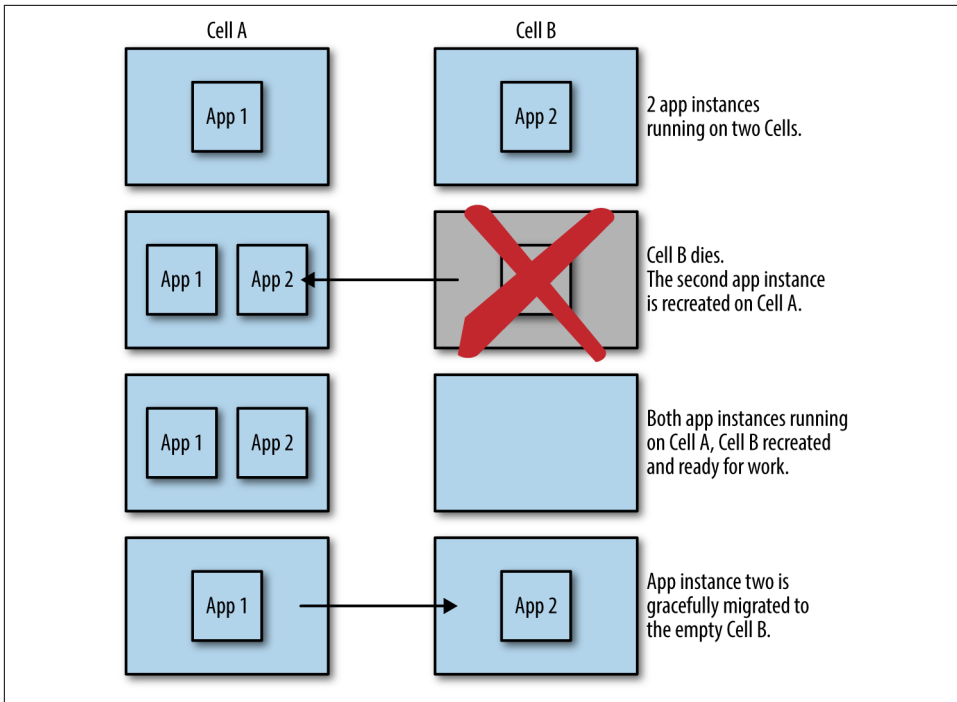 Cell A
Cell B
App 1
App 2
2 app instances
running on two Cells.
App 1
App 2
Cell B dies.
The second app instance
is recreated on Cell A.
App 1
App 2
Both app instances running
on Cell A, Cell B recreated
and ready for work.
App 1
App 2
App instance two is
gracefully migrated to
the empty Cell B.